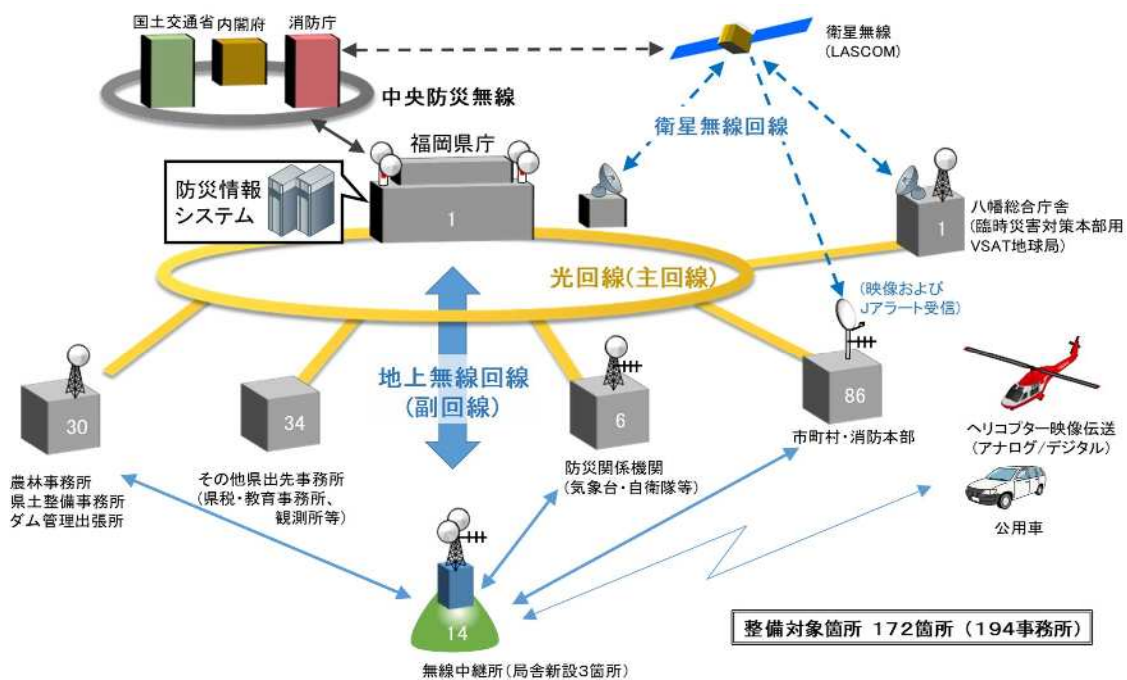 国土交通省
内閣府
消防庁
中央防災無線
衛星無線
(LASCOM)
衛星無線回線
福岡県庁
防災情報
システム
1
1
八幡総合庁舎
(臨時災害対策本部用
VSAT地球局)
光回線(主回線)
(映像および
Jアラート受信)
地上無線回線
(副回線)
30
農林事務所
県土整備事務所
ダム管理出張所
34
その他県出先事務所
(県税・教育事務所、
観測所等)
6
防災関係機関
(気象台・自衛隊等)
86
市町村・消防本部
ヘリコプター映像伝送
(アナログ/デジタル)
公用車
14
無線中継所(局舎新設3箇所)
整備対象箇所 172箇所 (194事務所)